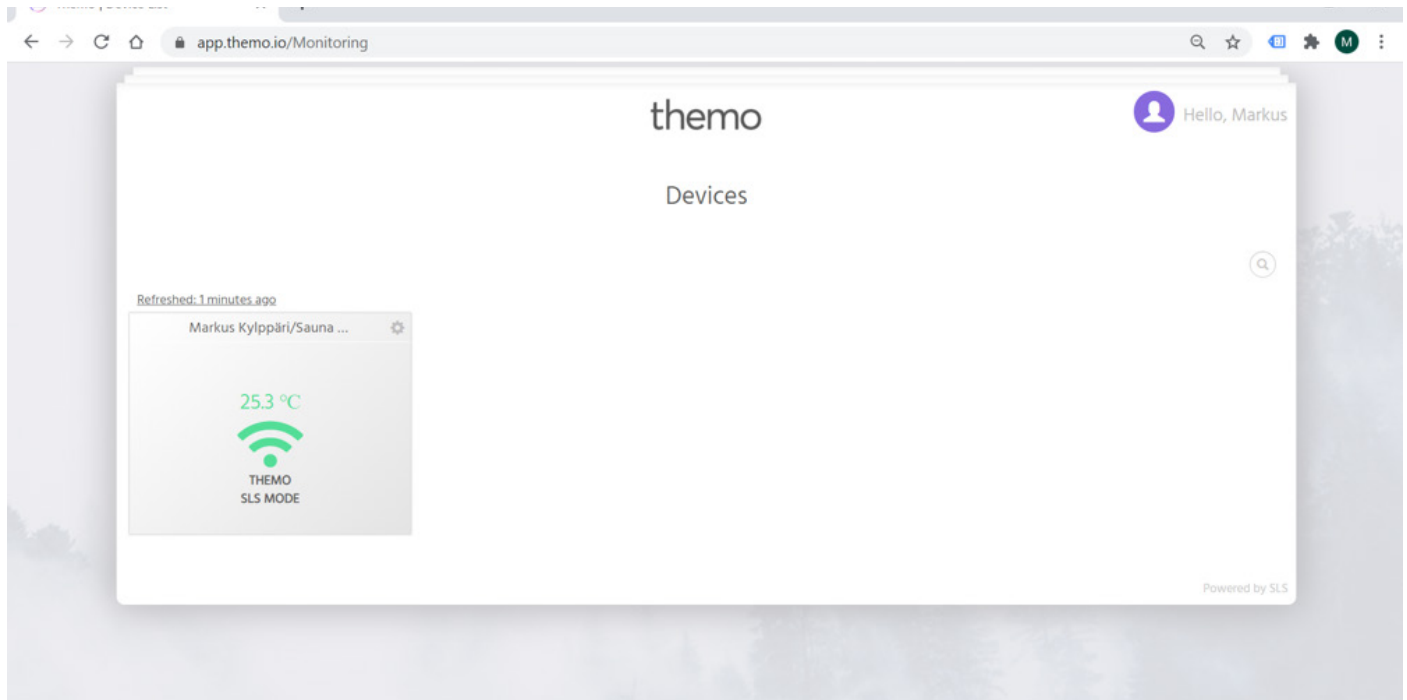 app.themo.io/Monitoring
M
themo
Hello, Markus
Devices
Refreshed: 1 minutes ago
Markus Kylppäri/Sauna ...
25.3 °C
THEMO
SLS MODE
Powered by SLS